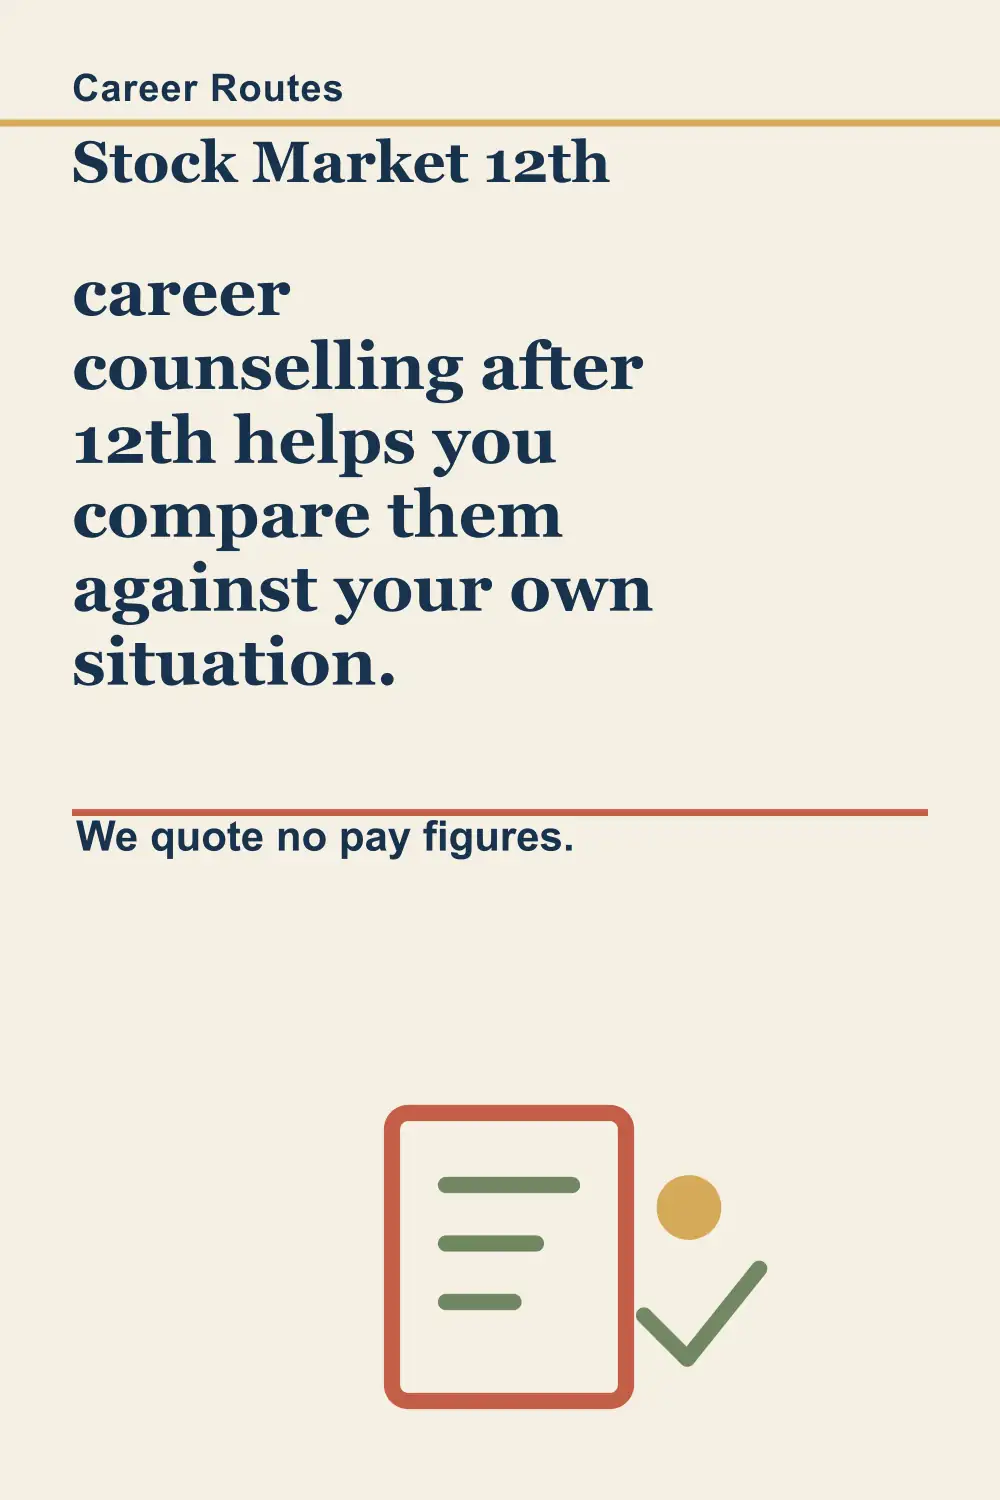 Career Routes
Stock Market 12th
career
counselling after
12th helps you
compare them
against your own
situation.
We quote no pay figures.